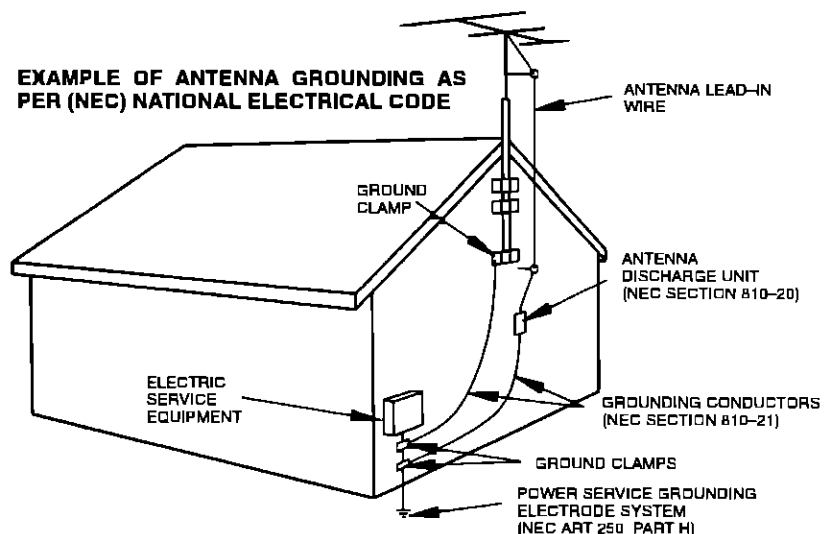 EXAMPLE OF ANTENNA GROUNDING AS
PER (NEC) NATIONAL ELECTRICAL CODE
ANTENNA LEAD–IN
WIRE
GROUND
CLAMP
ANTENNA
DISCHARGE UNIT
(NEC SECTION 810–20)
ELECTRIC
SERVICE
EQUIPMENT
GROUNDING CONDUCTORS
(NEC SECTION 810–21)
GROUND CLAMPS
POWER SERVICE GROUNDING
ELECTRODE SYSTEM
(NEC ART 250 PART H)